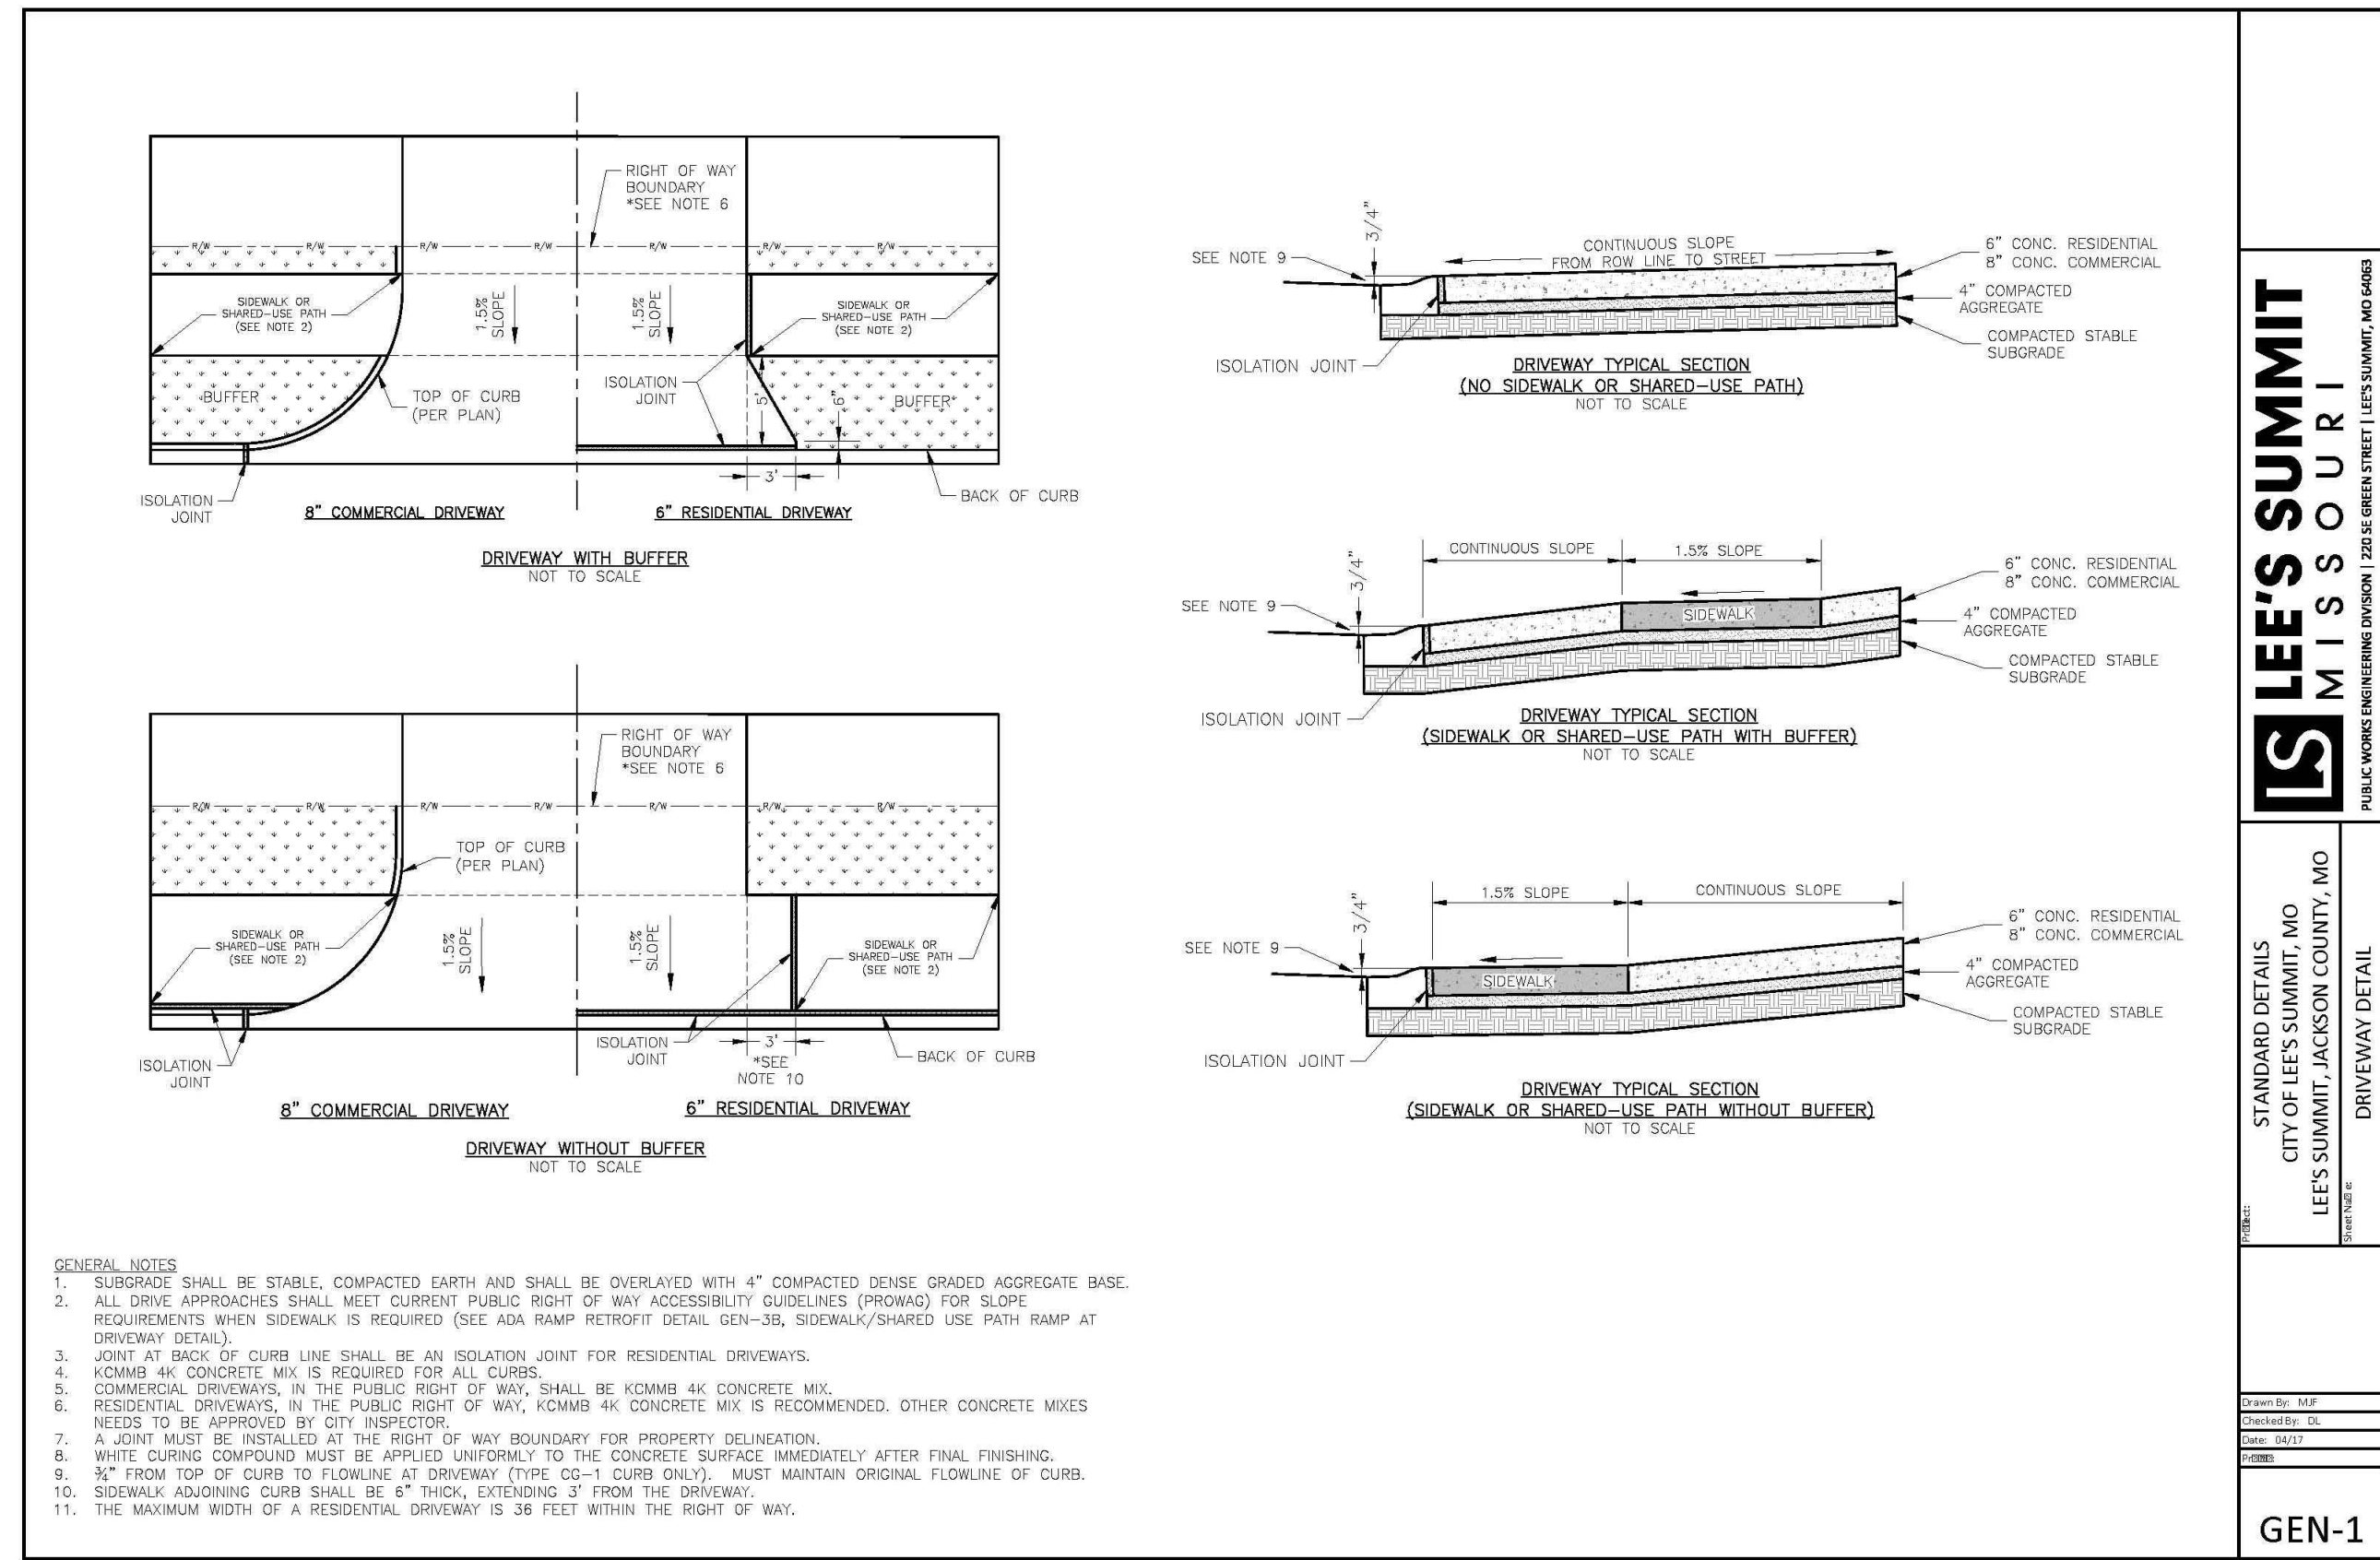 RIGHT OF WAY
BOUNDARY
*SEE NOTE 6
R/W
R/W
R/W
R/W
R/W
R/W
R/W
SIDEWALK OR
SHARED-USE PATH
(SEE NOTE 2)
1.5%
SLOPE
1.5%
SLOPE
SIDEWALK OR
SHARED-USE PATH
(SEE NOTE 2)
BUFFER
TOP OF CURB
(PER PLAN)
ISOLATION
JOINT
5'
6"
BUFFER
3'
ISOLATION
JOINT
BACK OF CURB
8" COMMERCIAL DRIVEWAY
6" RESIDENTIAL DRIVEWAY
DRIVEWAY WITH BUFFER
NOT TO SCALE
RIGHT OF WAY
BOUNDARY
*SEE NOTE 6
R/W
R/W
R/W
R/W
R/W
R/W
R/W
TOP OF CURB
(PER PLAN)
SIDEWALK OR
SHARED-USE PATH
(SEE NOTE 2)
1.5%
SLOPE
1.5%
SLOPE
SIDEWALK OR
SHARED-USE PATH
(SEE NOTE 2)
ISOLATION
JOINT
ISOLATION
JOINT
3'
*SEE
NOTE 10
BACK OF CURB
8" COMMERCIAL DRIVEWAY
6" RESIDENTIAL DRIVEWAY
DRIVEWAY WITHOUT BUFFER
NOT TO SCALE
3/4"
SEE NOTE 9
CONTINUOUS SLOPE
FROM ROW LINE TO STREET
6" CONC. RESIDENTIAL
8" CONC. COMMERCIAL
4" COMPACTED
AGGREGATE
COMPACTED STABLE
SUBGRADE
ISOLATION JOINT
DRIVEWAY TYPICAL SECTION
(NO SIDEWALK OR SHARED-USE PATH)
NOT TO SCALE
3/4"
CONTINUOUS SLOPE
1.5% SLOPE
SEE NOTE 9
SIDEWALK
6" CONC. RESIDENTIAL
8" CONC. COMMERCIAL
4" COMPACTED
AGGREGATE
COMPACTED STABLE
SUBGRADE
ISOLATION JOINT
DRIVEWAY TYPICAL SECTION
(SIDEWALK OR SHARED-USE PATH WITH BUFFER)
NOT TO SCALE
3/4"
1.5% SLOPE
CONTINUOUS SLOPE
SEE NOTE 9
SIDEWALK
6" CONC. RESIDENTIAL
8" CONC. COMMERCIAL
4" COMPACTED
AGGREGATE
COMPACTED STABLE
SUBGRADE
ISOLATION JOINT
DRIVEWAY TYPICAL SECTION
(SIDEWALK OR SHARED-USE PATH WITHOUT BUFFER)
NOT TO SCALE
GENERAL NOTES
1. SUBGRADE SHALL BE STABLE, COMPACTED EARTH AND SHALL BE OVERLAYED WITH 4" COMPACTED DENSE GRADED AGGREGATE BASE.
2. ALL DRIVE APPROACHES SHALL MEET CURRENT PUBLIC RIGHT OF WAY ACCESSIBILITY GUIDELINES (PROWAG) FOR SLOPE
REQUIREMENTS WHEN SIDEWALK IS REQUIRED (SEE ADA RAMP RETROFIT DETAIL GEN-3B, SIDEWALK/SHARED USE PATH RAMP AT
DRIVEWAY DETAIL).
3. JOINT AT BACK OF CURB LINE SHALL BE AN ISOLATION JOINT FOR RESIDENTIAL DRIVEWAYS.
4. KCMMB 4K CONCRETE MIX IS REQUIRED FOR ALL CURBS.
5. COMMERCIAL DRIVEWAYS, IN THE PUBLIC RIGHT OF WAY, SHALL BE KCMMB 4K CONCRETE MIX.
6. RESIDENTIAL DRIVEWAYS, IN THE PUBLIC RIGHT OF WAY, KCMMB 4K CONCRETE MIX IS RECOMMENDED. OTHER CONCRETE MIXES
NEEDS TO BE APPROVED BY CITY INSPECTOR.
7. A JOINT MUST BE INSTALLED AT THE RIGHT OF WAY BOUNDARY FOR PROPERTY DELINEATION.
8. WHITE CURING COMPOUND MUST BE APPLIED UNIFORMLY TO THE CONCRETE SURFACE IMMEDIATELY AFTER FINAL FINISHING.
9. ¾" FROM TOP OF CURB TO FLOWLINE AT DRIVEWAY (TYPE CG-1 CURB ONLY). MUST MAINTAIN ORIGINAL FLOWLINE OF CURB.
10. SIDEWALK ADJOINING CURB SHALL BE 6" THICK, EXTENDING 3' FROM THE DRIVEWAY.
11. THE MAXIMUM WIDTH OF A RESIDENTIAL DRIVEWAY IS 36 FEET WITHIN THE RIGHT OF WAY.
LS LEE'S SUMMIT
MISSOURI
PUBLIC WORKS ENGINEERING DIVISION | 220 SE GREEN STREET | LEE'S SUMMIT, MO 64063
STANDARD DETAILS
CITY OF LEE'S SUMMIT, MO
LEE'S SUMMIT, JACKSON COUNTY, MO
DRIVEWAY DETAIL
Drawn By: MJF
Checked By: DL
Date: 04/17
GEN-1